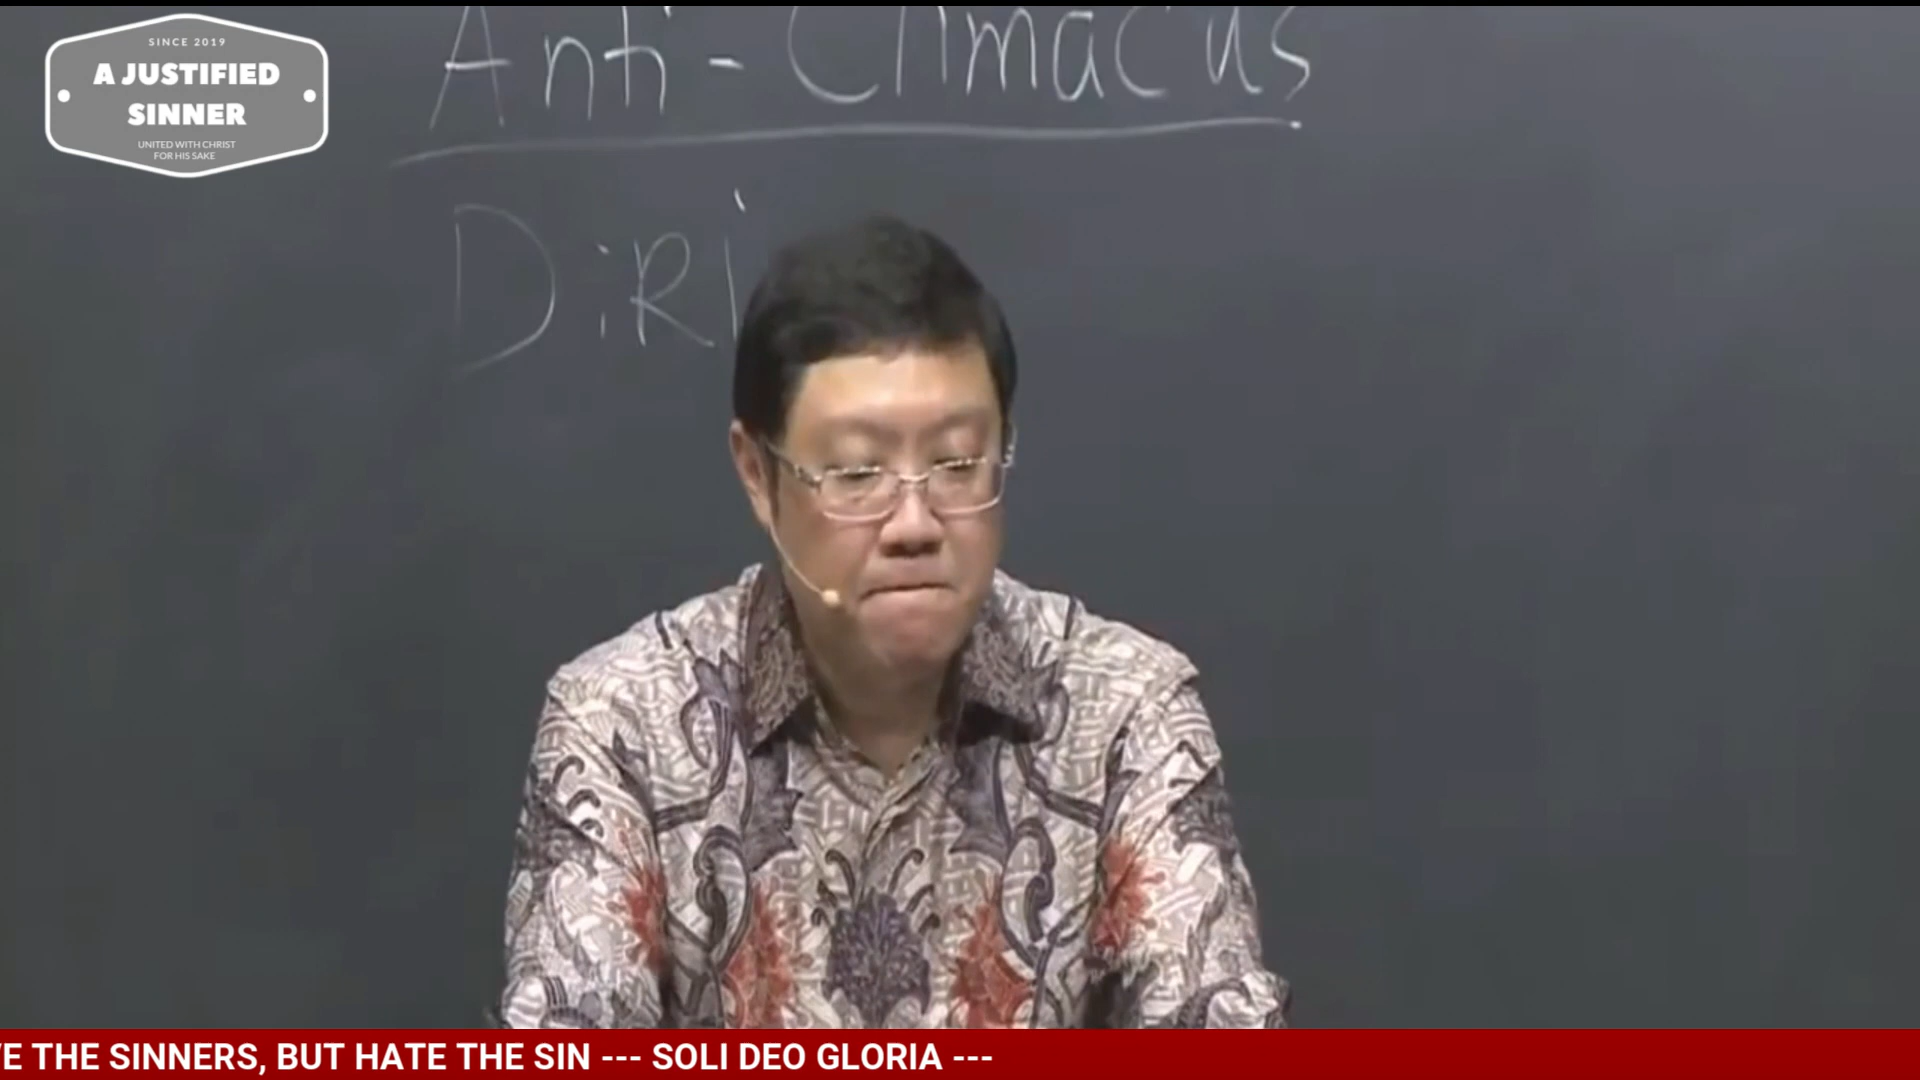 Anti-Climacus
DiRi
SINCE 2019
A JUSTIFIED
SINNER
UNITED WITH CHRIST
FOR HIS SAKE
THE SINNERS, BUT HATE THE SIN --- SOLI DEO GLORIA ---